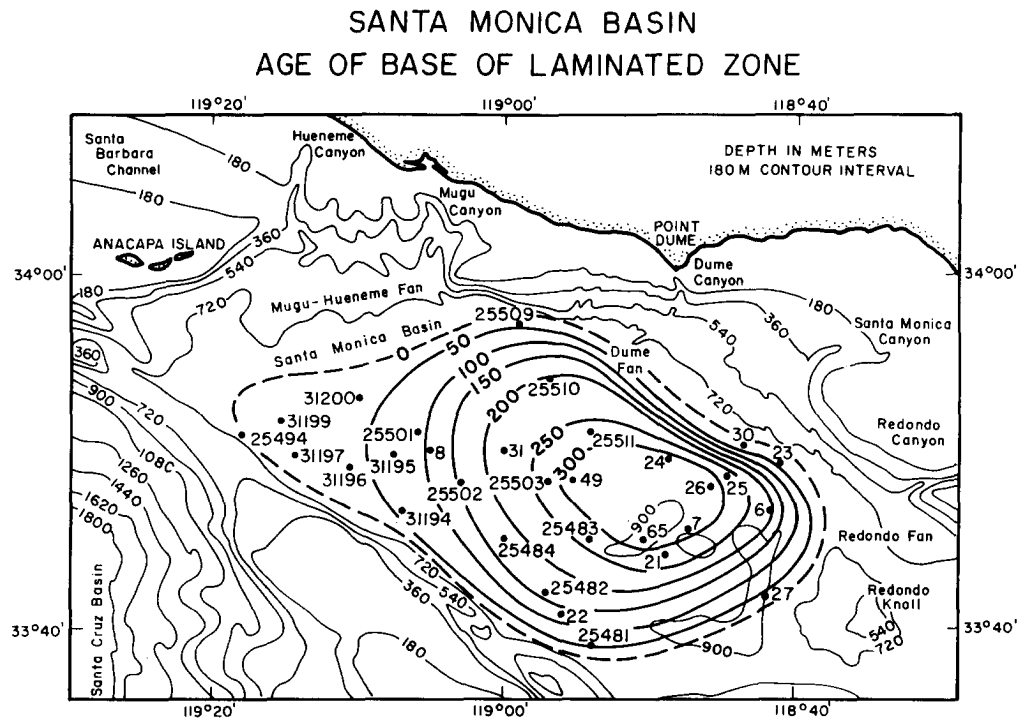 SANTA MONICA BASIN
AGE OF BASE OF LAMINATED ZONE
119°20'
119°00'
118°40'
Santa
Barbara
Channel
Hueneme
Canyon
DEPTH IN METERS
180 M CONTOUR INTERVAL
180
180
Mugu
Canyon
ANACAPA ISLAND
360
540
POINT
DUME
Dume
Canyon
34°00'
34°00'
180
720
Mugu-Hueneme Fan
180
360
540
Santa Monica
Canyon
25509
Santa Monica Basin
0
50
100
150
200
250
300
Dume
Fan
360
900
720
720
25510
31200
31199
25494
25501
8
31
25511
30
23
Redondo
Canyon
31197
31195
31196
25502
25503
49
24
26
25
108C
1260
1440
1620
1800
31194
900
7
6
65
25483
25484
21
Redondo Fan
720
540
360
25482
22
27
Redondo
Knoll
540
720
33°40'
33°40'
25481
900
180
Santa Cruz Basin
119°20'
119°00'
118°40'